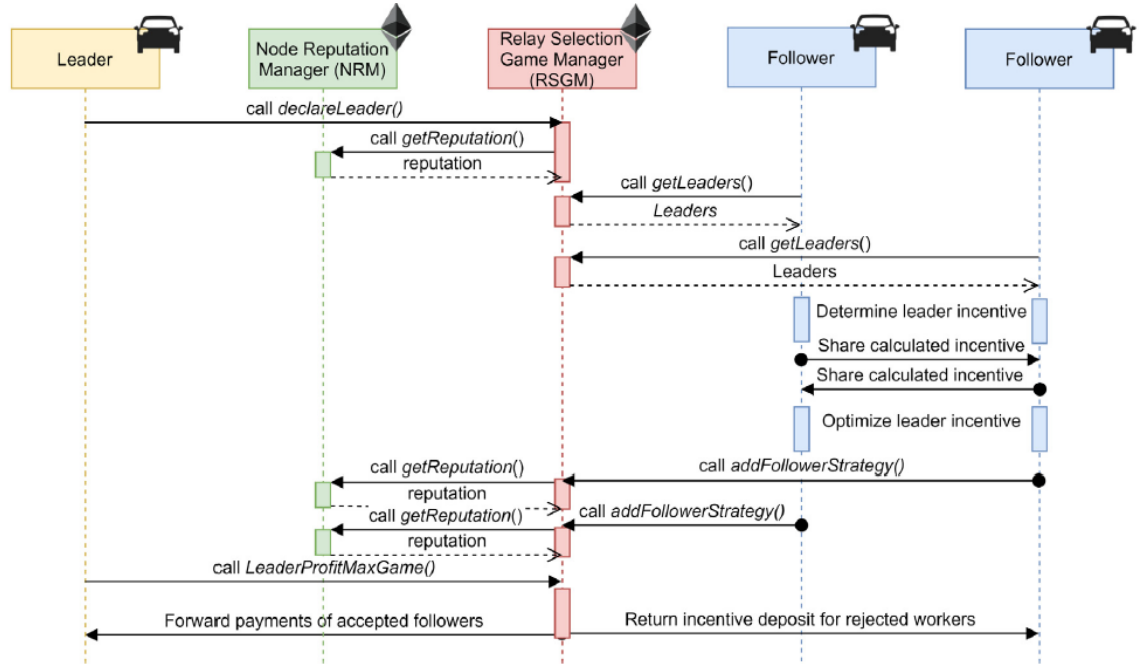 Leader
Node Reputation
Manager (NRM)
Relay Selection
Game Manager
(RSGM)
Follower
Follower
call declareLeader()
call getReputation()
reputation
call getLeaders()
Leaders
call getLeaders()
Leaders
Determine leader incentive
Share calculated incentive
Share calculated incentive
Optimize leader incentive
call addFollowerStrategy()
call getReputation()
reputation
call addFollowerStrategy()
call getReputation()
reputation
call LeaderProfitMaxGame()
Forward payments of accepted followers
Return incentive deposit for rejected workers